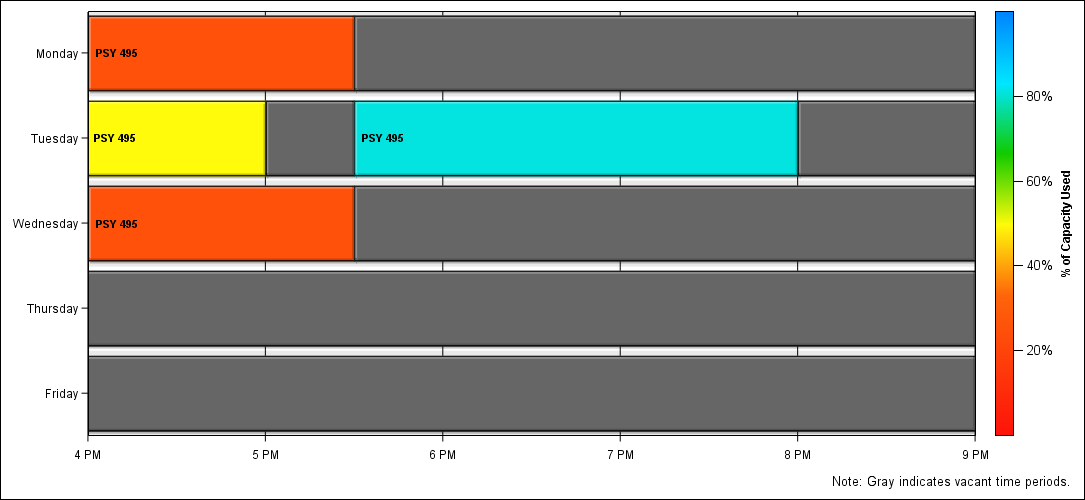 Monday
PSY 495
Tuesday
PSY 495
PSY 495
Wednesday
PSY 495
Thursday
Friday
4 PM
5 PM
6 PM
7 PM
8 PM
9 PM
80%
60%
40%
20%
% of Capacity Used
Note: Gray indicates vacant time periods.